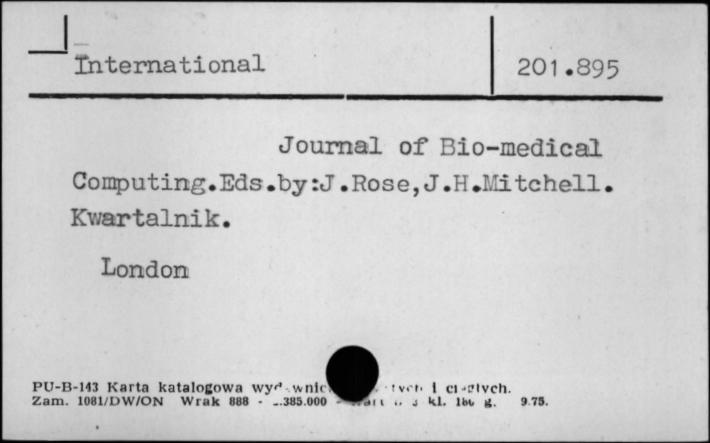 International 201.895
Journal of Bio-medical
Computing.Eds.by:J.Rose,J.H.Mitchell.
Kwartalnik.
London
PU-B-143 Karta katalogowa i
Zam. 1081/DW/ON Wrak 888 - kl. g. 9.75.